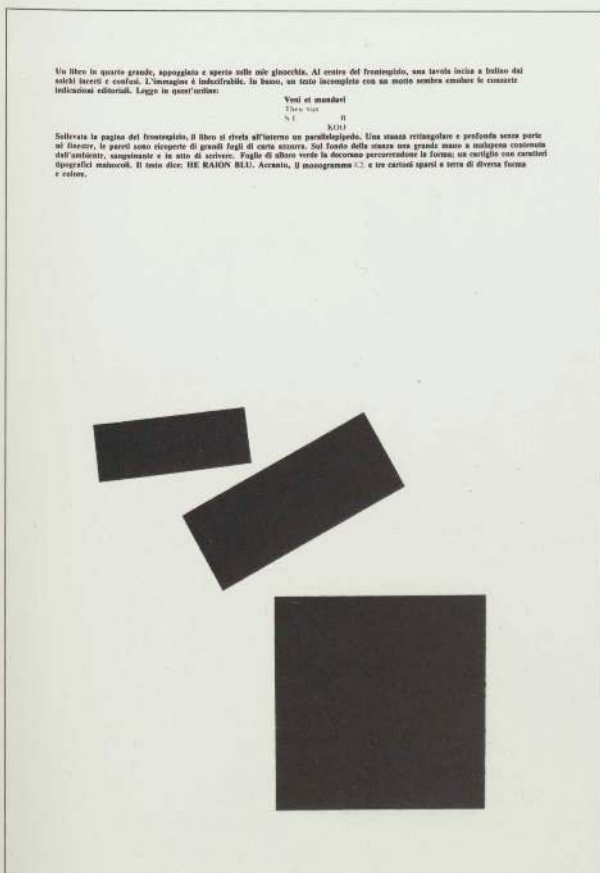 Un libro in quarto grande, appoggiato e aperto sulle mie ginocchia. Al centro del frontespizio, una tavola incisa a bulino dai
solchi incerti e confusi. L'immagine è indecifrabile. In basso, un testo incompleto con un motto sembra emulare le consuete
indicazioni editoriali. Leggo in quest'ordine:
Veni et mandavi
S I II
KOO
Sollevata la pagina del frontespizio, il libro si rivela all'interno un parallelepipedo. Una stanza rettangolare e profonda senza porte
né finestre, le pareti sono ricoperte di grandi fogli di carta azzurra. Sul fondo della stanza una grande mano a malapena contenuta
dall'ambiente, sanguinante e in atto di scrivere. Foglie di alloro verde la decorano percorrendone la forma; un cartiglio con caratteri
tipografici maiuscoli. Il testo dice: HE RAION BLU. Accanto, il monogramma e tre cartoni sparsi a terra di diversa forma
e colore.